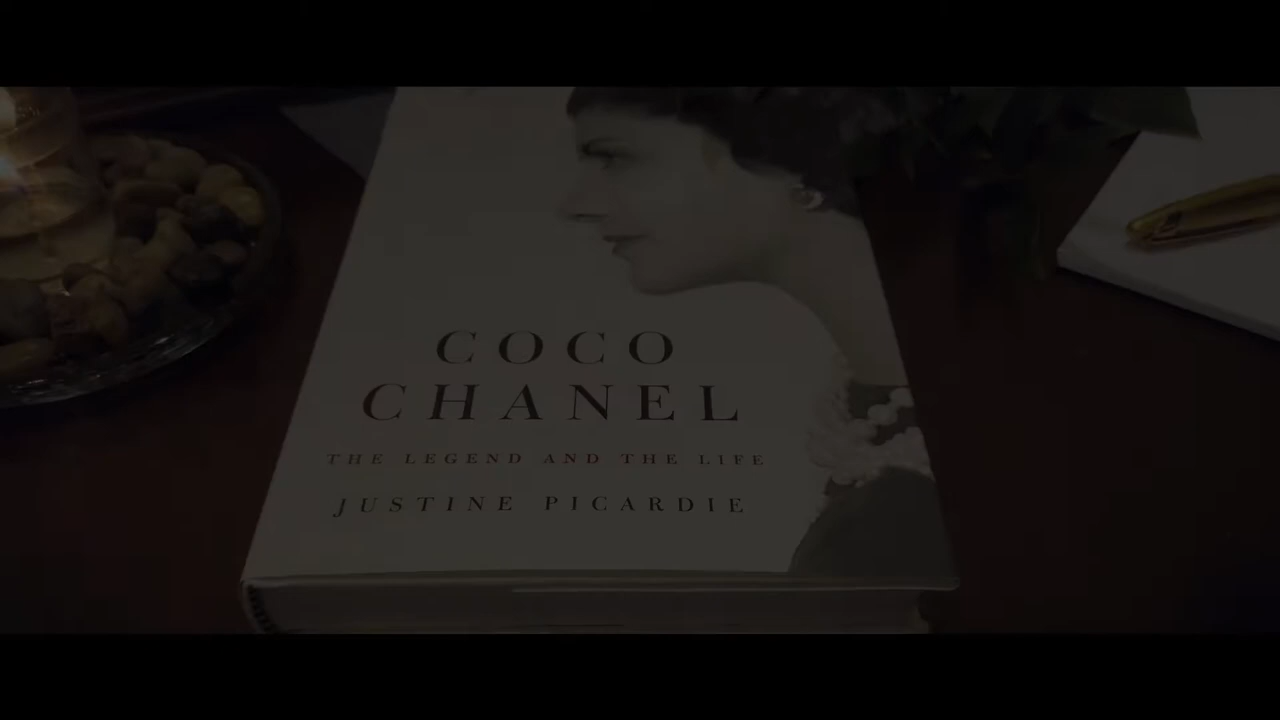 COCO
CHANEL
THE LEGEND AND THE LIFE
JUSTINE PICARDIE